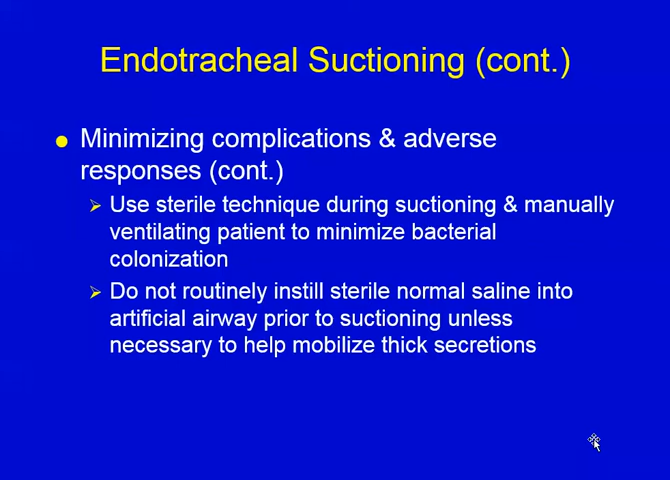 Endotracheal Suctioning (cont.)
Minimizing complications & adverse
responses (cont.)
Use sterile technique during suctioning & manually
ventilating patient to minimize bacterial
colonization
Do not routinely instill sterile normal saline into
artificial airway prior to suctioning unless
necessary to help mobilize thick secretions